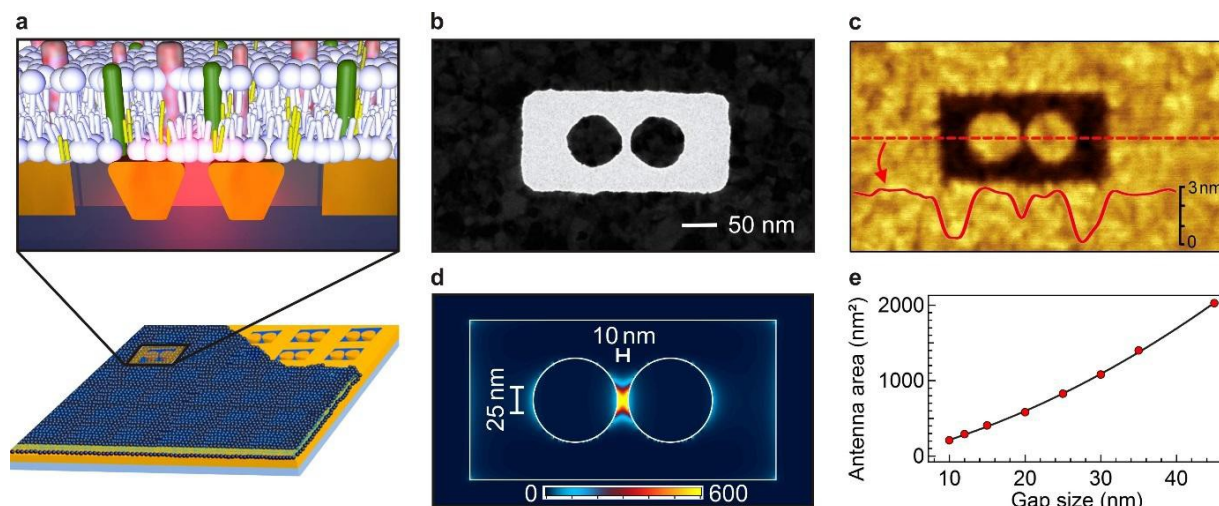 a
b
50 nm
c
3 nm
0
d
10 nm
25 nm
0 600
e
Antenna area (nm²)
2000
1000
0
10 20 30 40
Gap size (nm)